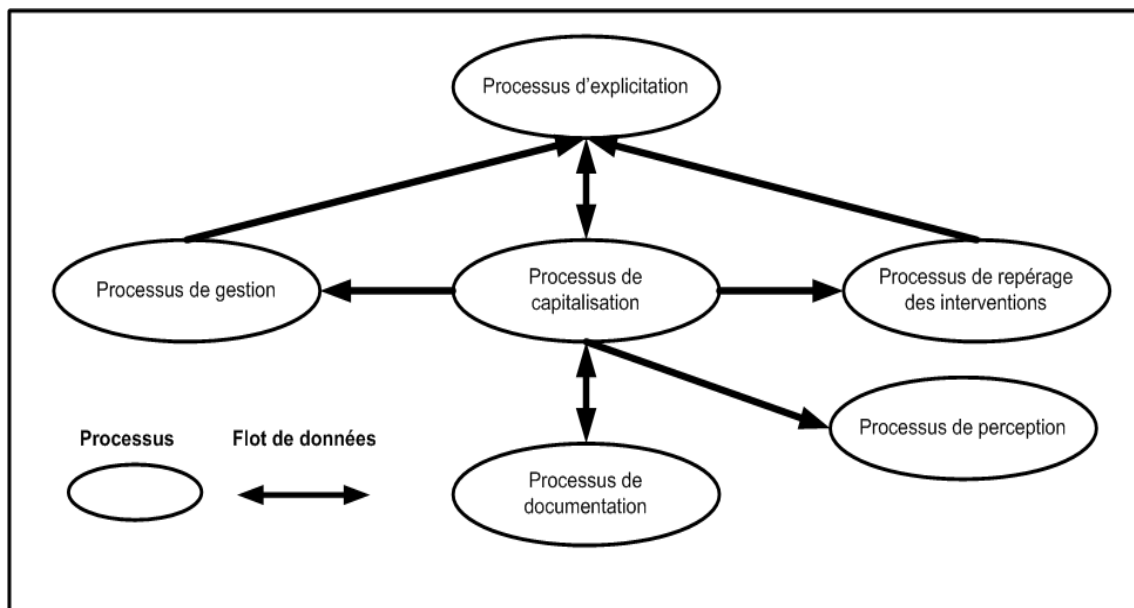 Processus d'explicitation
Processus de gestion
Processus de
capitalisation
Processus de repérage
des interventions
Processus de perception
Processus
Flot de données
Processus de
documentation